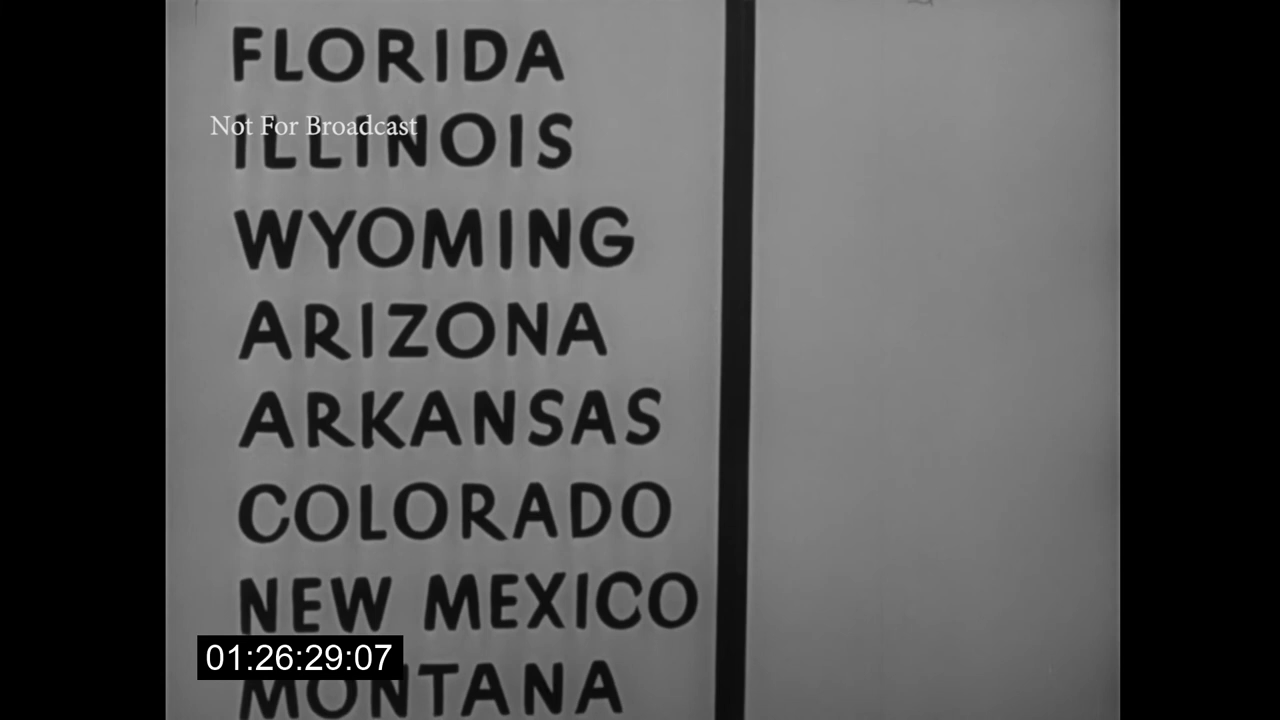 FLORIDA
Not For Broadcast
ILLINOIS
WYOMING
ARIZONA
ARKANSAS
COLORADO
NEW MEXICO
01:26:29:07
MONTANA